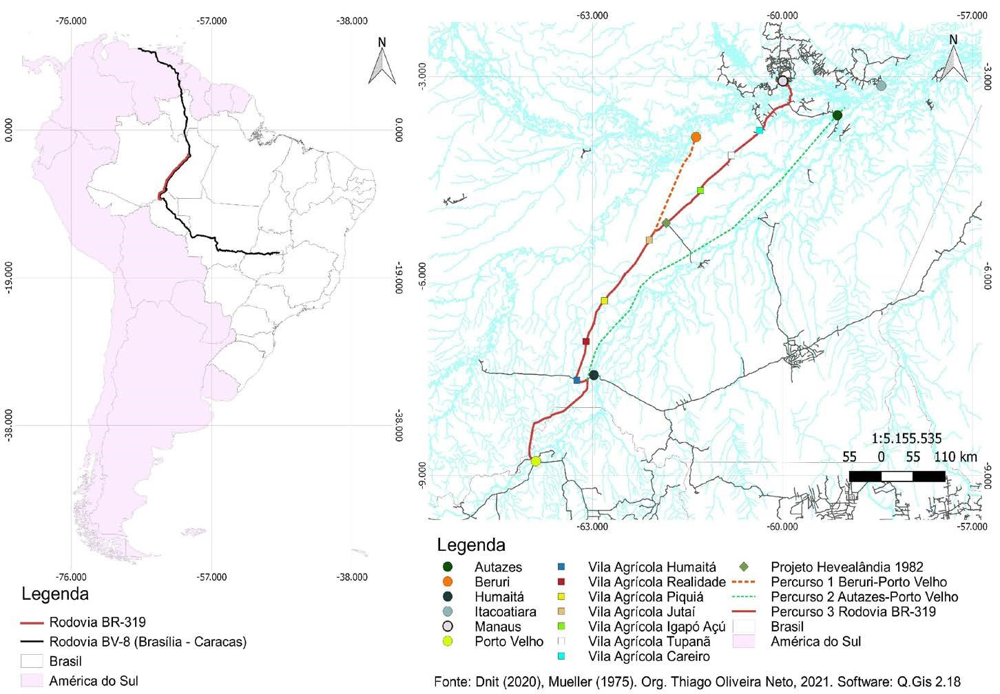 -76.000 -57.000 -38.000
N
0.000 0.000
-19.000 -19.000
-38.000 -38.000
-76.000 -57.000 -38.000
Legenda
Rodovia BR-319
Rodovia BV-8 (Brasília - Caracas)
Brasil
América do Sul
-63.000 -60.000 -57.000
N
-3.000 -3.000
-6.000 -6.000
1:5.155.535
55 0 55 110 km
-9.000 -9.000
-63.000 -60.000 -57.000
Legenda
Autazes
Beruri
Humaitá
Itacoatiara
Manaus
Porto Velho
Vila Agrícola Humaitá
Vila Agrícola Realidade
Vila Agrícola Piquiá
Vila Agrícola Jutaí
Vila Agrícola Igapó Açú
Vila Agrícola Tupanã
Vila Agrícola Careiro
Projeto Hevealândia 1982
Percurso 1 Beruri-Porto Velho
Percurso 2 Autazes-Porto Velho
Percurso 3 Rodovia BR-319
Brasil
América do Sul
Fonte: Dnit (2020), Mueller (1975). Org. Thiago Oliveira Neto, 2021. Software: Q.Gis 2.18